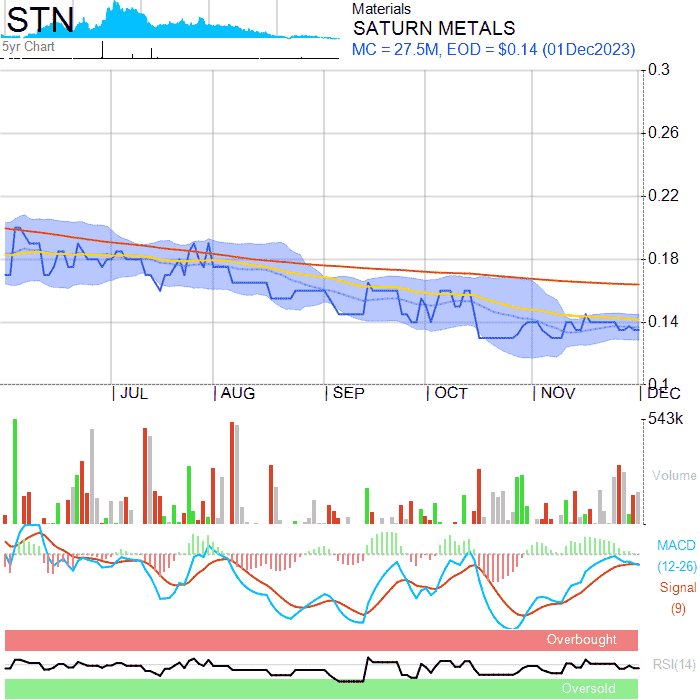 STN
5yr Chart
Materials
SATURN METALS
MC = 27.5M, EOD = $0.14 (01Dec2023)
0.3
0.26
0.22
0.18
0.14
0.1
JUL AUG SEP OCT NOV DEC
543k
Volume
MACD
(12-26)
Signal
(9)
Overbought
RSI(14)
Oversold